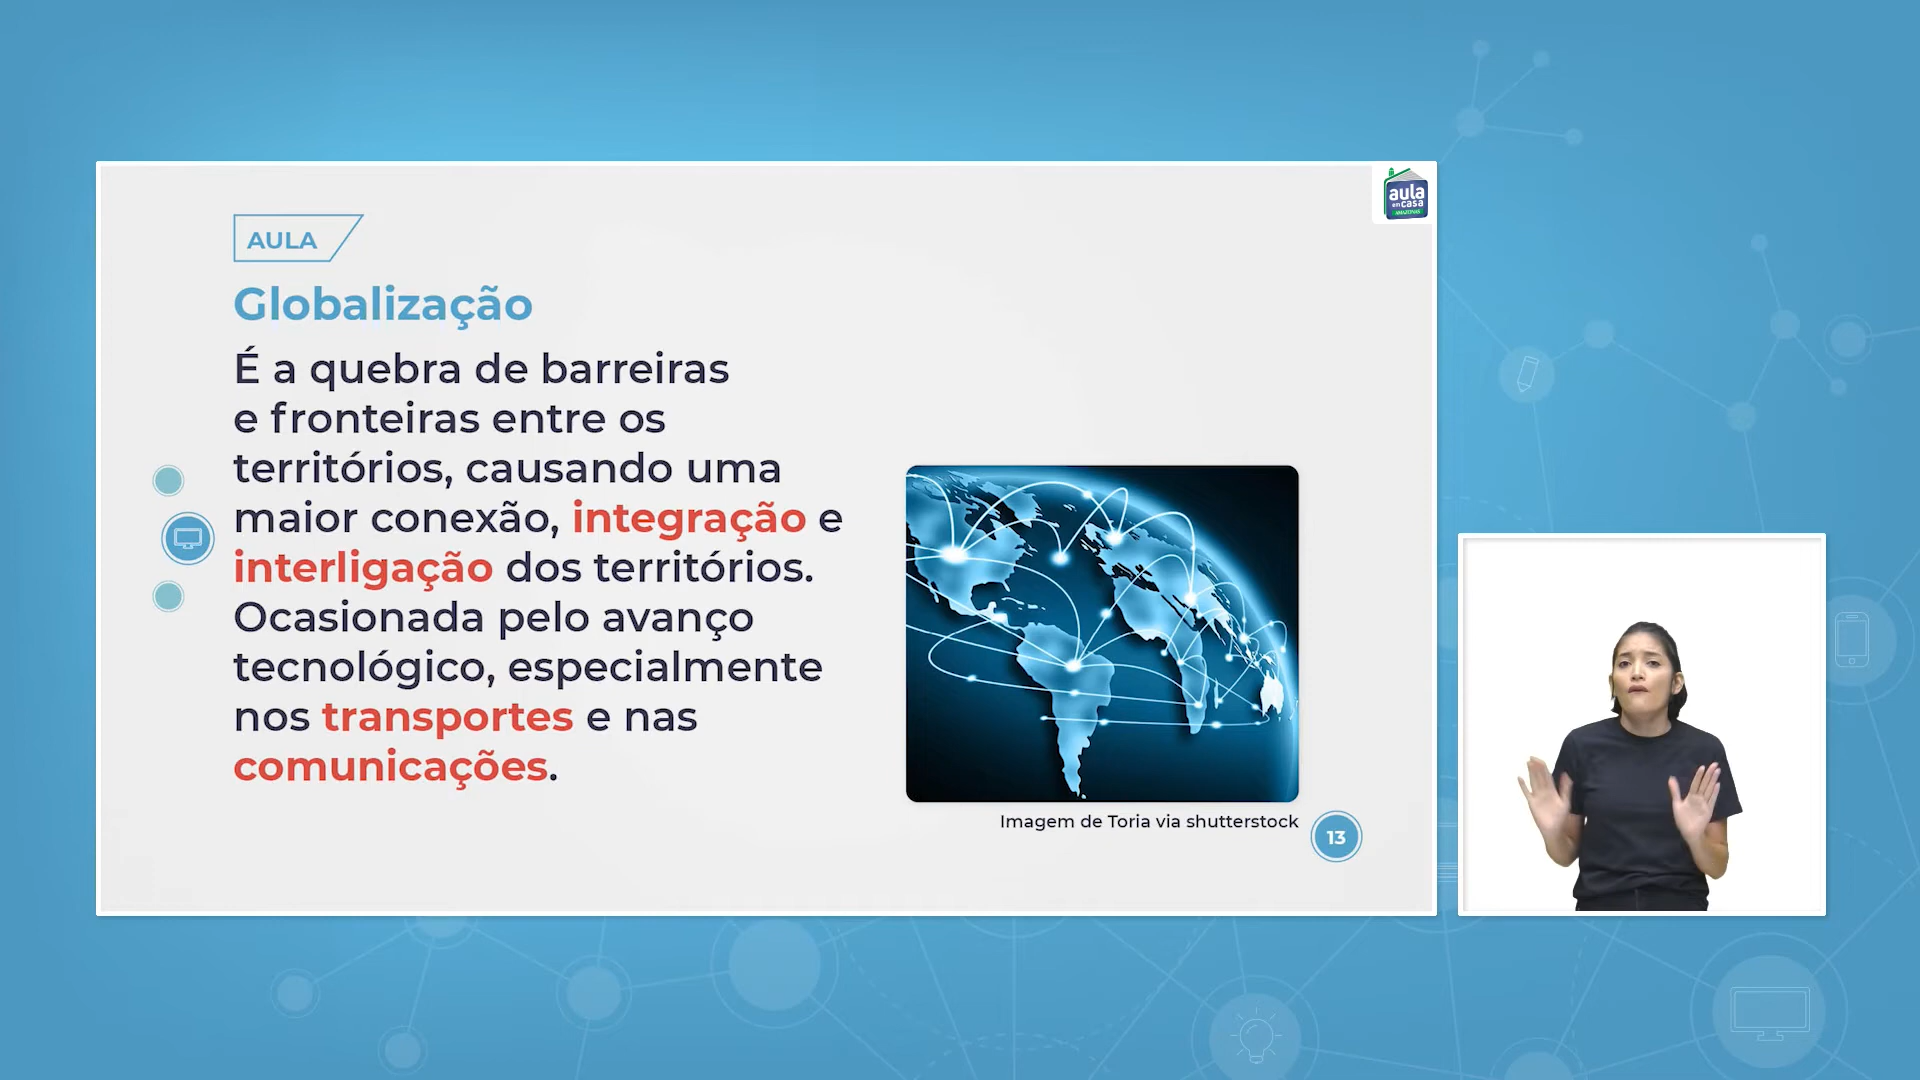 aula
em casa
AMAZONAS
AULA
Globalização
É a quebra de barreiras
e fronteiras entre os
territórios, causando uma
maior conexão, integração e
interligação dos territórios.
Ocasionada pelo avanço
tecnológico, especialmente
nos transportes e nas
comunicações.
Imagem de Toria via shutterstock
13